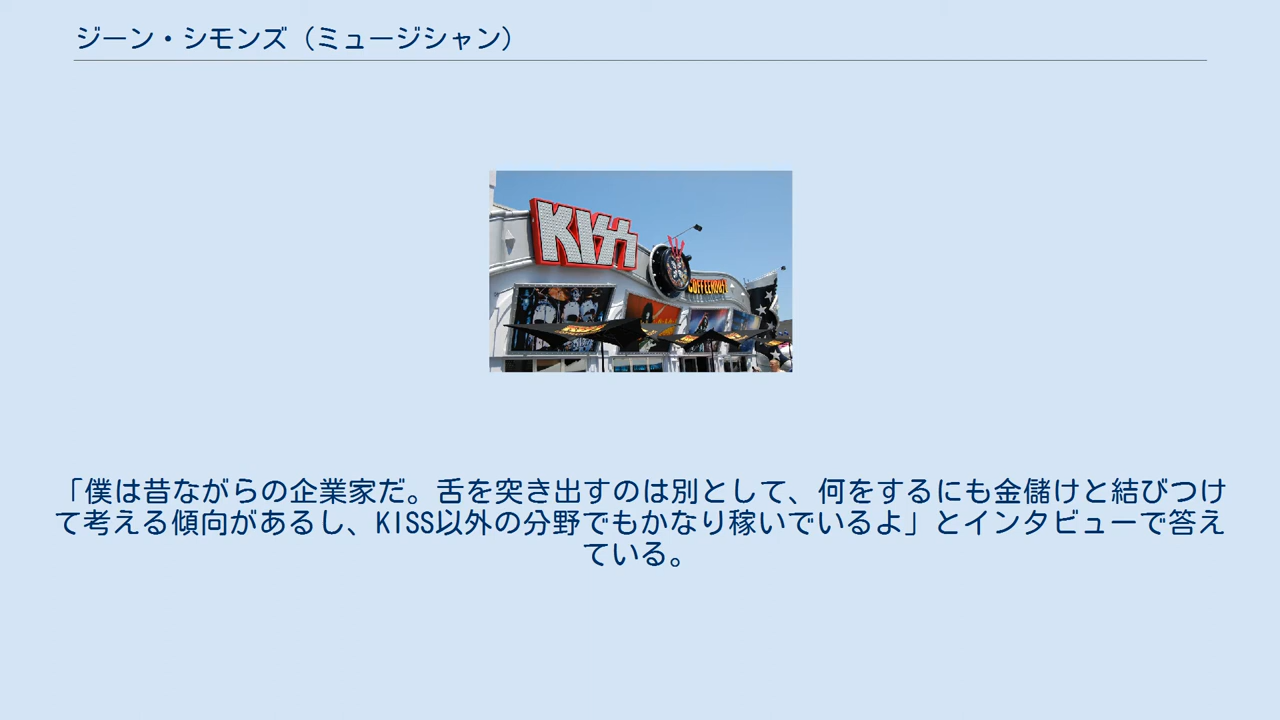 ジーン・シモンズ（ミュージシャン）
KISS
COFFEEHOUSE
「僕は昔ながらの企業家だ。舌を突き出すのは別として、何をするにも金儲けと結びつけ
て考える傾向があるし、KISS以外の分野でもかなり稼いでいるよ」とインタビューで答え
ている。